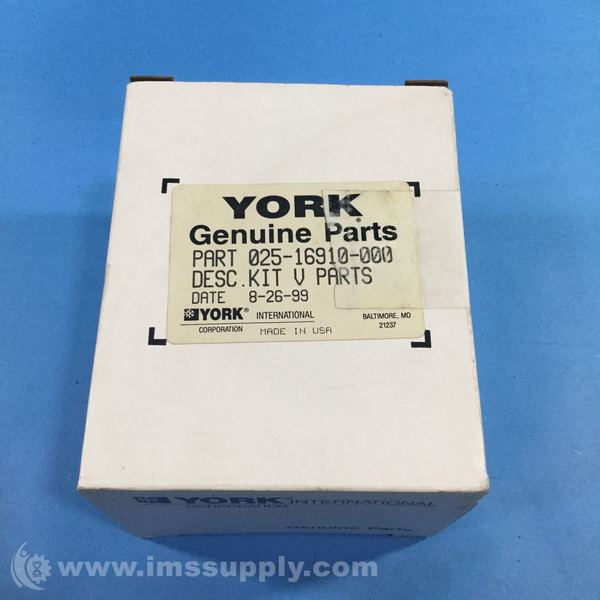 YORK®
Genuine Parts
PART 025-16910-000
DESC. KIT V PARTS
DATE 8-26-99
YORK® INTERNATIONAL BALTIMORE, MD
CORPORATION MADE IN USA 21237
YORK INTERNATIONAL
CORPORATION
Genuine Parts
www.imssupply.com